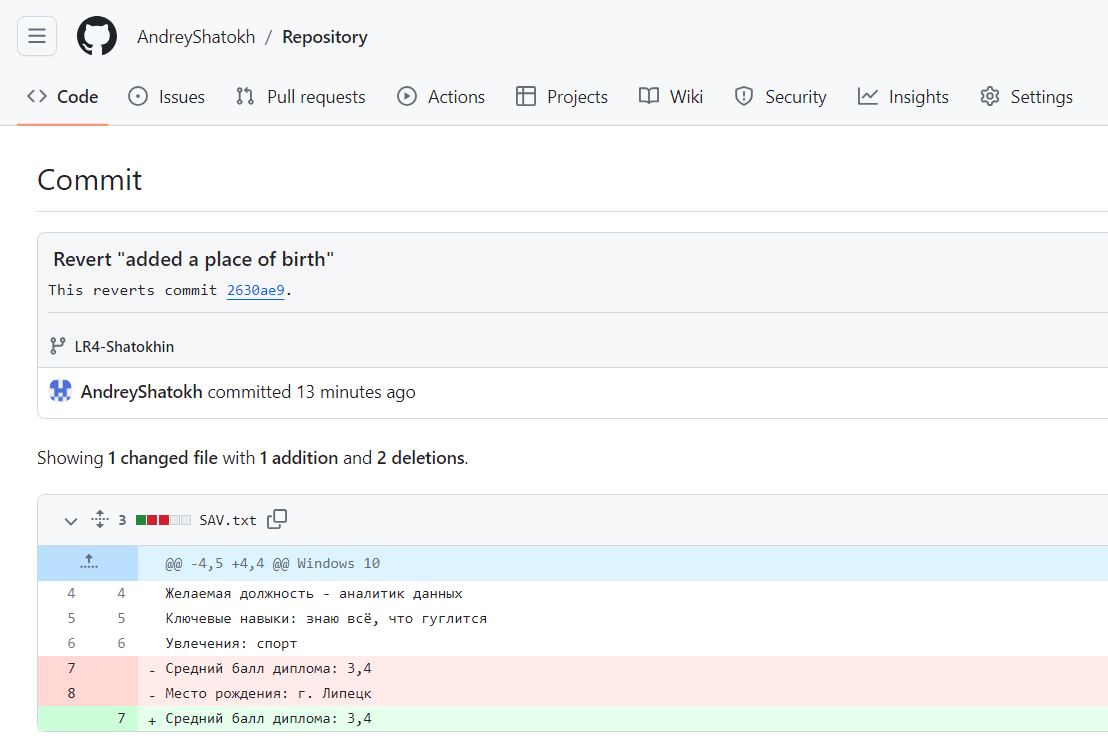 AndreyShatokh / Repository
Code Issues Pull requests Actions Projects Wiki Security Insights Settings
Commit
Revert "added a place of birth"
This reverts commit 2630ae9.
LR4-Shatokhin
AndreyShatokh committed 13 minutes ago
Showing 1 changed file with 1 addition and 2 deletions.
3 SAV.txt
@@ -4,5 +4,4 @@ Windows 10
4 4 Желаемая должность - аналитик данных
5 5 Ключевые навыки: знаю всё, что гуглится
6 6 Увлечения: спорт
7 - Средний балл диплома: 3,4
8 - Место рождения: г. Липецк
7 + Средний балл диплома: 3,4